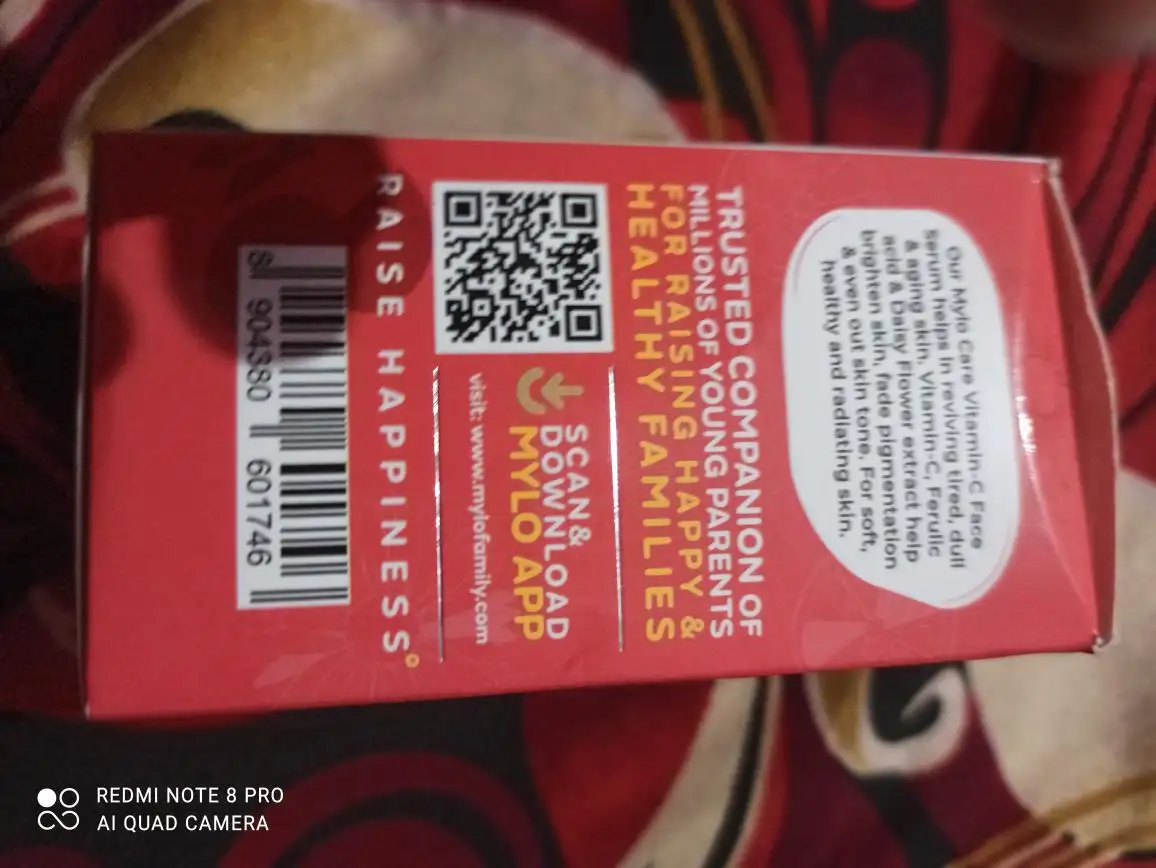 Our Mylo Care Vitamin-C Face
Serum helps in reviving tired, dull
& aging skin. Vitamin-C, Ferulic
acid & Daisy Flower extract help
brighten skin, fade pigmentation
& even out skin tone. For soft,
healthy and radiating skin.
TRUSTED COMPANION OF
MILLIONS OF YOUNG PARENTS
FOR RAISING HAPPY &
HEALTHY FAMILIES
SCAN &
DOWNLOAD
MYLO APP
visit: www.mylofamily.com
RAISE HAPPINESS
8 904380 601746
REDMI NOTE 8 PRO
AI QUAD CAMERA